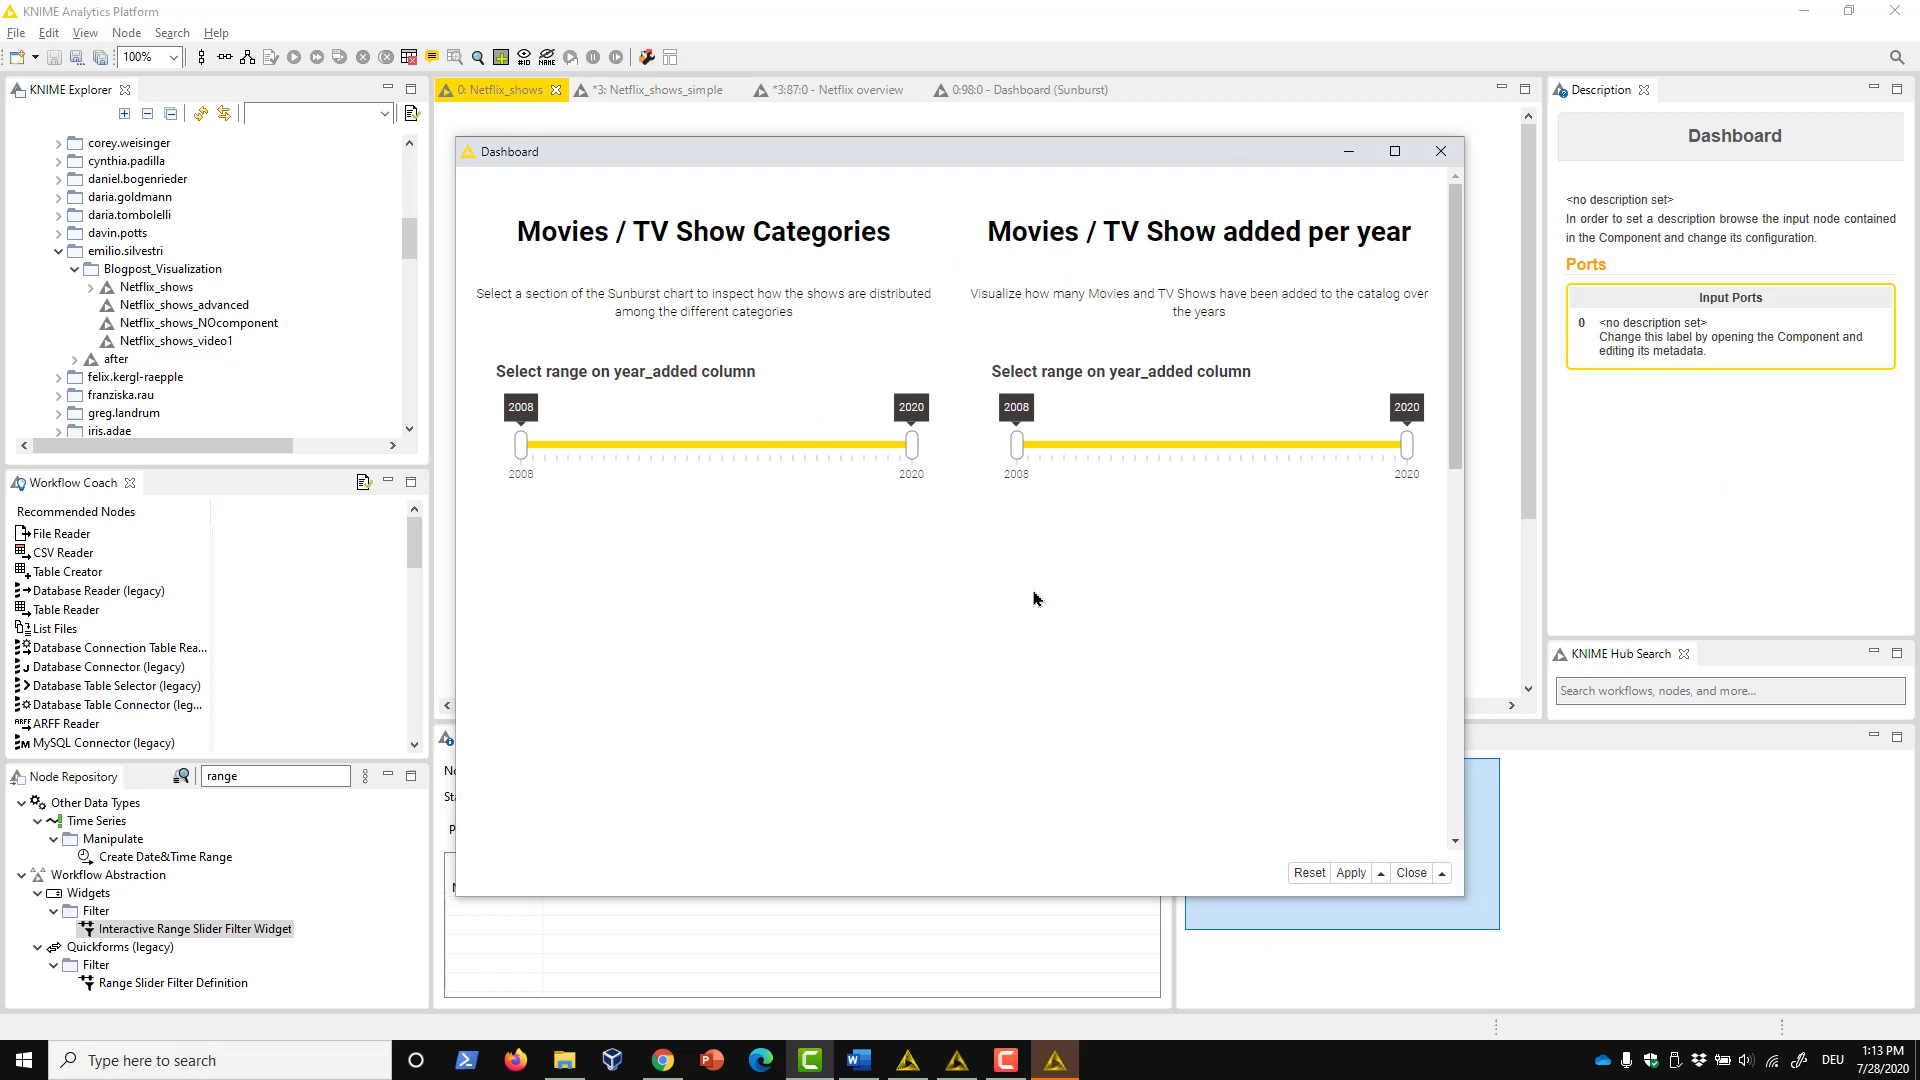 KNIME Analytics Platform
File Edit View Node Search Help
100%
KNIME Explorer
corey.weisinger
cynthia.padilla
daniel.bogenrieder
daria.goldmann
daria.tombolelli
davin.potts
emilio.silvestri
Blogpost_Visualization
Netflix_shows
Netflix_shows_advanced
Netflix_shows_NOcomponent
Netflix_shows_video1
after
felix.kergl-raepple
franziska.rau
greg.landrum
iris.adae
Workflow Coach
Recommended Nodes
File Reader
CSV Reader
Table Creator
Database Reader (legacy)
Table Reader
List Files
Database Connection Table Rea...
Database Connector (legacy)
Database Table Selector (legacy)
Database Table Connector (leg...
ARFF Reader
MySQL Connector (legacy)
Node Repository
range
Other Data Types
Time Series
Manipulate
Create Date&Time Range
Workflow Abstraction
Widgets
Filter
Interactive Range Slider Filter Widget
Quickforms (legacy)
Filter
Range Slider Filter Definition
0: Netflix_shows
*3: Netflix_shows_simple
*3:87:0 - Netflix overview
0:98:0 - Dashboard (Sunburst)
Dashboard
Movies / TV Show Categories
Select a section of the Sunburst chart to inspect how the shows are distributed
among the different categories
Select range on year_added column
2008 2020
2008 2020
Movies / TV Show added per year
Visualize how many Movies and TV Shows have been added to the catalog over
the years
Select range on year_added column
2008 2020
2008 2020
Reset Apply Close
Description
Dashboard
<no description set>
In order to set a description browse the input node contained
in the Component and change its configuration.
Ports
Input Ports
0 <no description set>
Change this label by opening the Component and
editing its metadata.
KNIME Hub Search
Search workflows, nodes, and more...
Type here to search
DEU
1:13 PM
7/28/2020